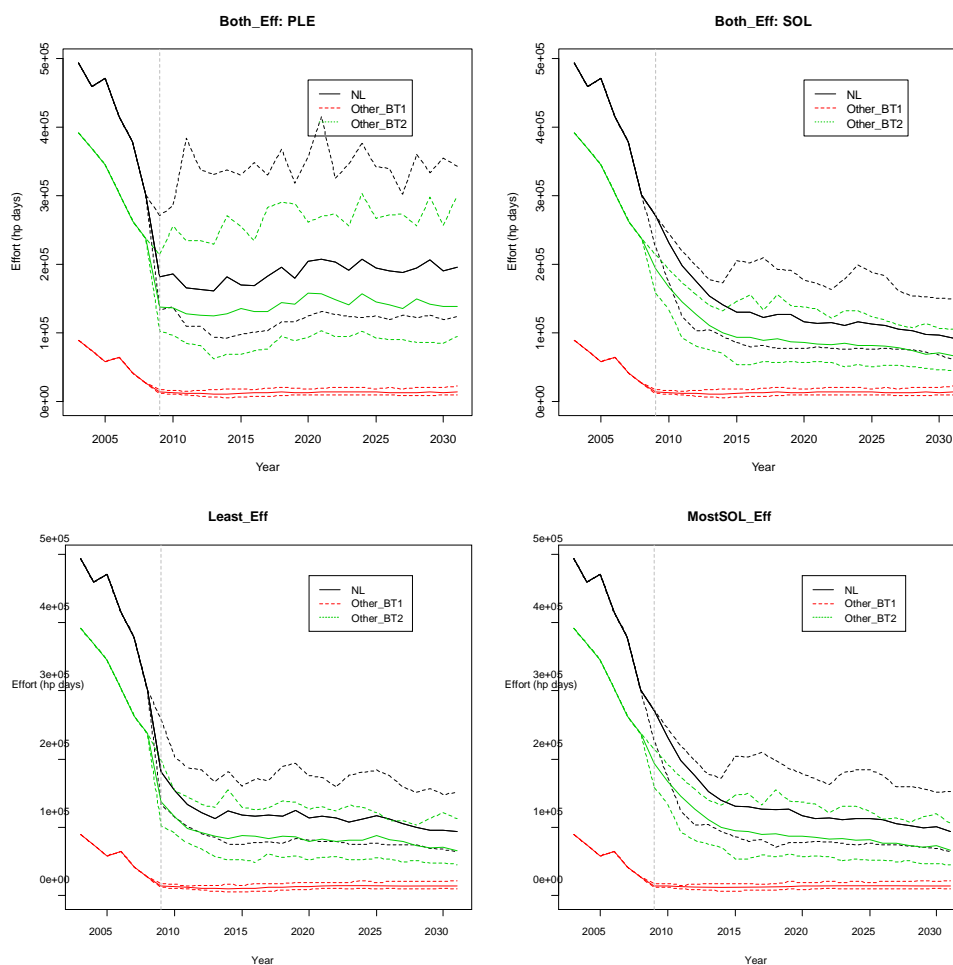 Both_Eff: PLE
5e+05
4e+05
3e+05
2e+05
1e+05
0e+00
Effort (hp days)
NL
Other_BT1
Other_BT2
2005 2010 2015 2020 2025 2030
Year
Both_Eff: SOL
5e+05
4e+05
3e+05
2e+05
1e+05
0e+00
Effort (hp days)
NL
Other_BT1
Other_BT2
2005 2010 2015 2020 2025 2030
Year
Least_Eff
5e+05
4e+05
3e+05
Effort (hp days)
2e+05
1e+05
0e+00
NL
Other_BT1
Other_BT2
2005 2010 2015 2020 2025 2030
Year
MostSOL_Eff
5e+05
4e+05
3e+05
Effort (hp days)
2e+05
1e+05
0e+00
NL
Other_BT1
Other_BT2
2005 2010 2015 2020 2025 2030
Year